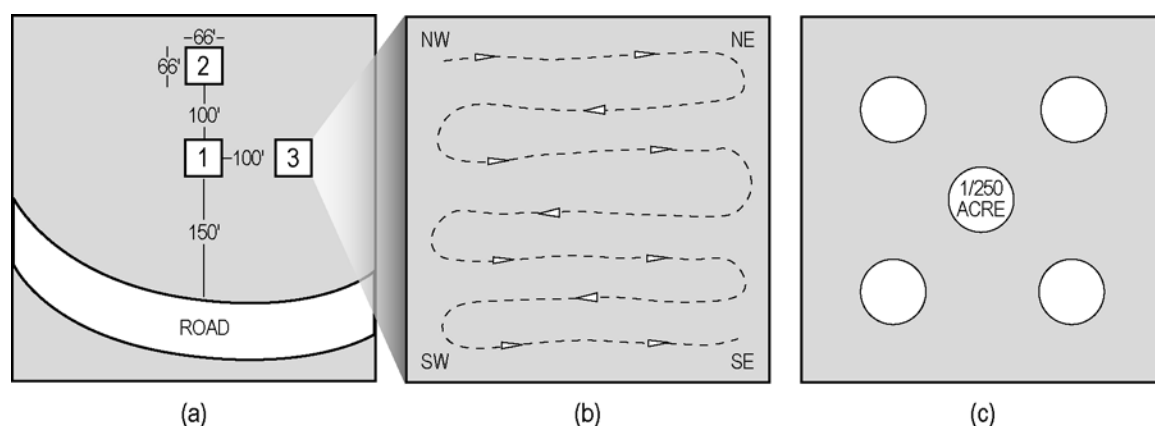 66'
66'
2
100'
1
100'
3
150'
ROAD
NW
NE
SW
SE
1/250
ACRE
(a)
(b)
(c)